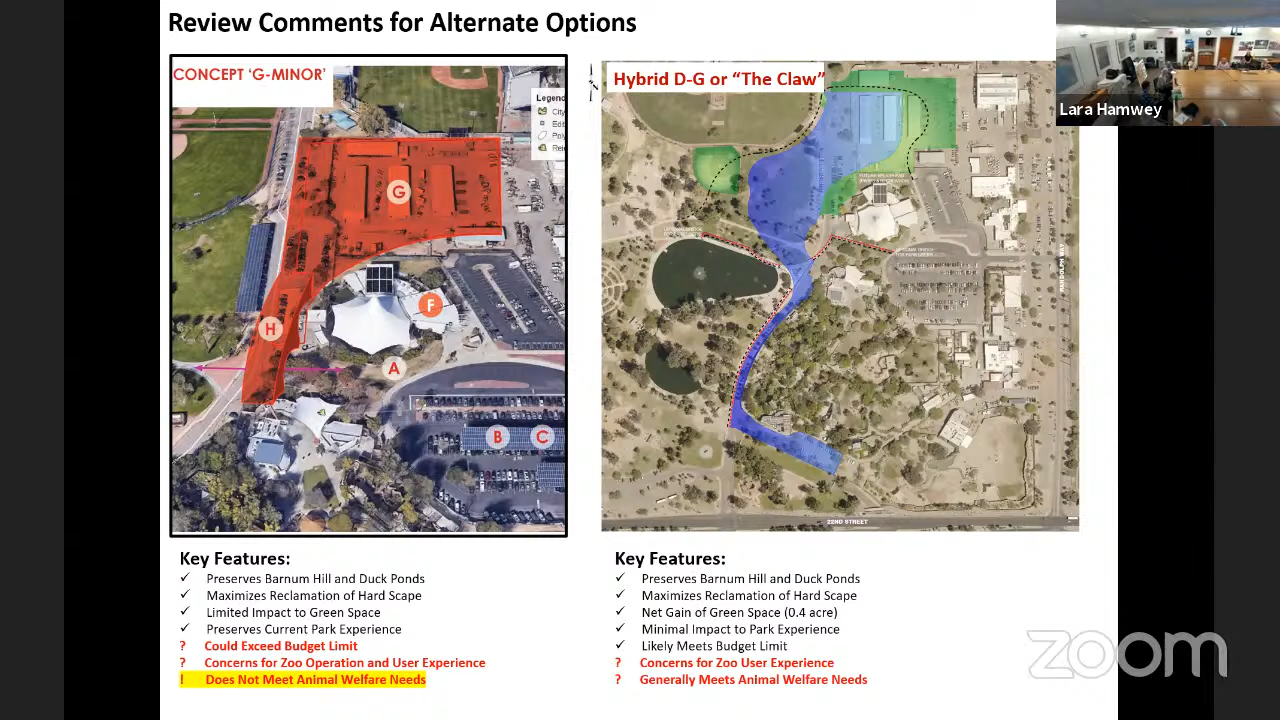 Review Comments for Alternate Options
Lara Hamwey
CONCEPT 'G-MINOR'
Legend
City
Edit
Poly
G
H
F
A
B
C
Hybrid D-G or “The Claw”
RANDOLPH WAY
22ND STREET
Key Features:
✓ Preserves Barnum Hill and Duck Ponds
✓ Maximizes Reclamation of Hard Scape
✓ Limited Impact to Green Space
✓ Preserves Current Park Experience
? Could Exceed Budget Limit
? Concerns for Zoo Operation and User Experience
! Does Not Meet Animal Welfare Needs
Key Features:
✓ Preserves Barnum Hill and Duck Ponds
✓ Maximizes Reclamation of Hard Scape
✓ Net Gain of Green Space (0.4 acre)
✓ Minimal Impact to Park Experience
✓ Likely Meets Budget Limit
? Concerns for Zoo User Experience
? Generally Meets Animal Welfare Needs
zoom